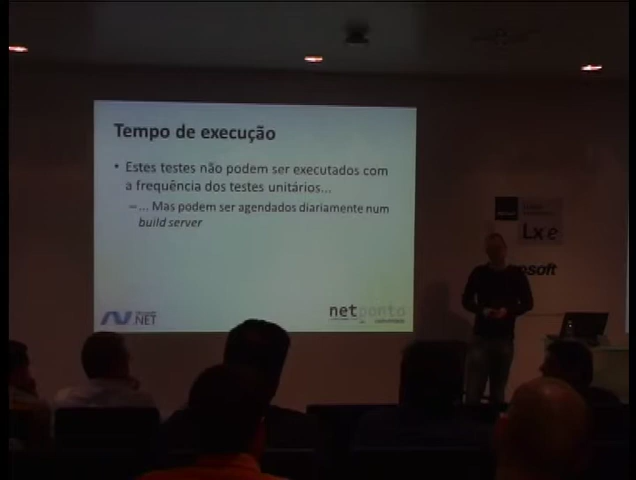 Tempo de execução
• Estes testes não podem ser executados com
a frequência dos testes unitários...
–... Mas podem ser agendados diariamente num
build server
.NET
netponto
Lxe
osoft